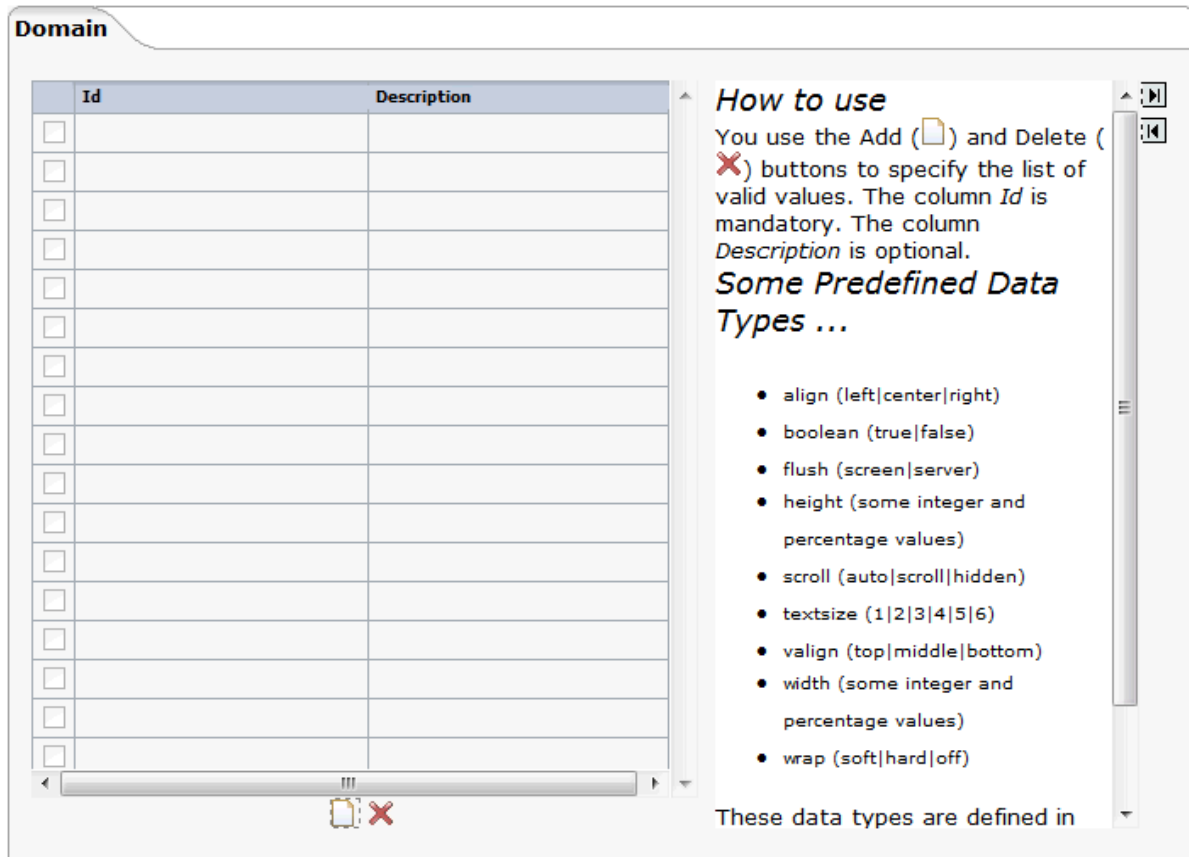 Domain
Id Description
How to use
You use the Add ( ) and Delete (
) buttons to specify the list of
valid values. The column Id is
mandatory. The column
Description is optional.
Some Predefined Data
Types ...
• align (left|center|right)
• boolean (true|false)
• flush (screen|server)
• height (some integer and
percentage values)
• scroll (auto|scroll|hidden)
• textsize (1|2|3|4|5|6)
• valign (top|middle|bottom)
• width (some integer and
percentage values)
• wrap (soft|hard|off)
These data types are defined in